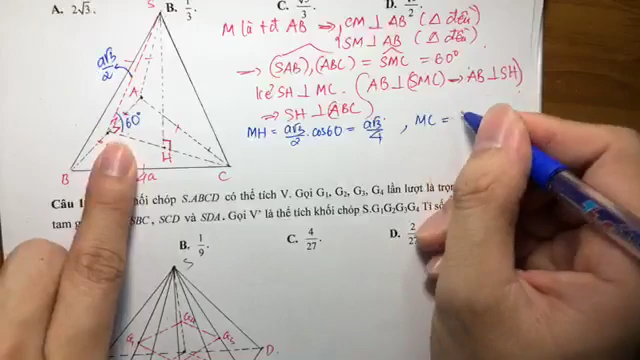 A. 2√3. B. 1/3. C. √3/3. D.
M là tđ AB ⇒ CM ⊥ AB (Δ đều)
SM ⊥ AB (Δ đều)
→ (SAB),(ABC) = SMC = 60°
kẻ SH ⊥ MC. (AB ⊥ (SMC) → AB ⊥ SH)
→ SH ⊥ (ABC)
MH = a√3/2 . cos60 = a√3/4 , MC =
S
a√3/2
A
60°
H
B a C
Câu 1 khối chóp S.ABCD có thể tích V. Gọi G1, G2, G3, G4 lần lượt là trọn
tam SBC, SCD và SDA. Gọi V' là thể tích khối chóp S.G1G2G3G4 Tỉ số
B. 1/9. C. 4/27. D. 2/27
S
D